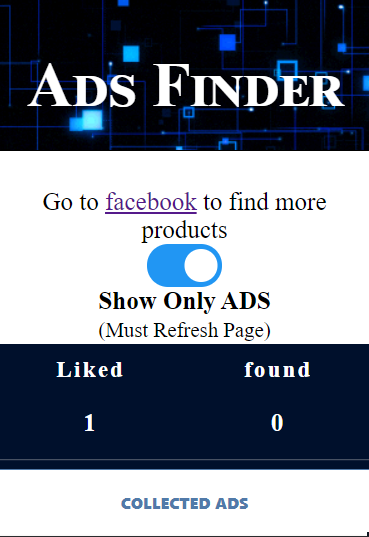 Ads Finder
Go to facebook to find more
products
Show Only ADS
(Must Refresh Page)
Liked found
1 0
COLLECTED ADS